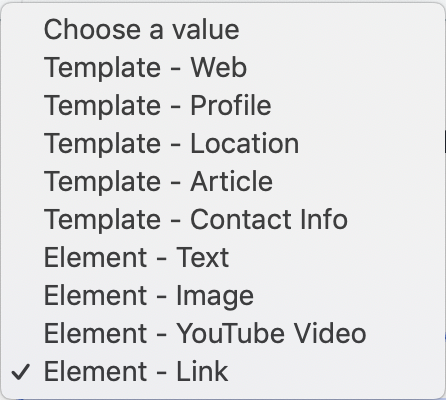 Choose a value
Template - Web
Template - Profile
Template - Location
Template - Article
Template - Contact Info
Element - Text
Element - Image
Element - YouTube Video
Element - Link